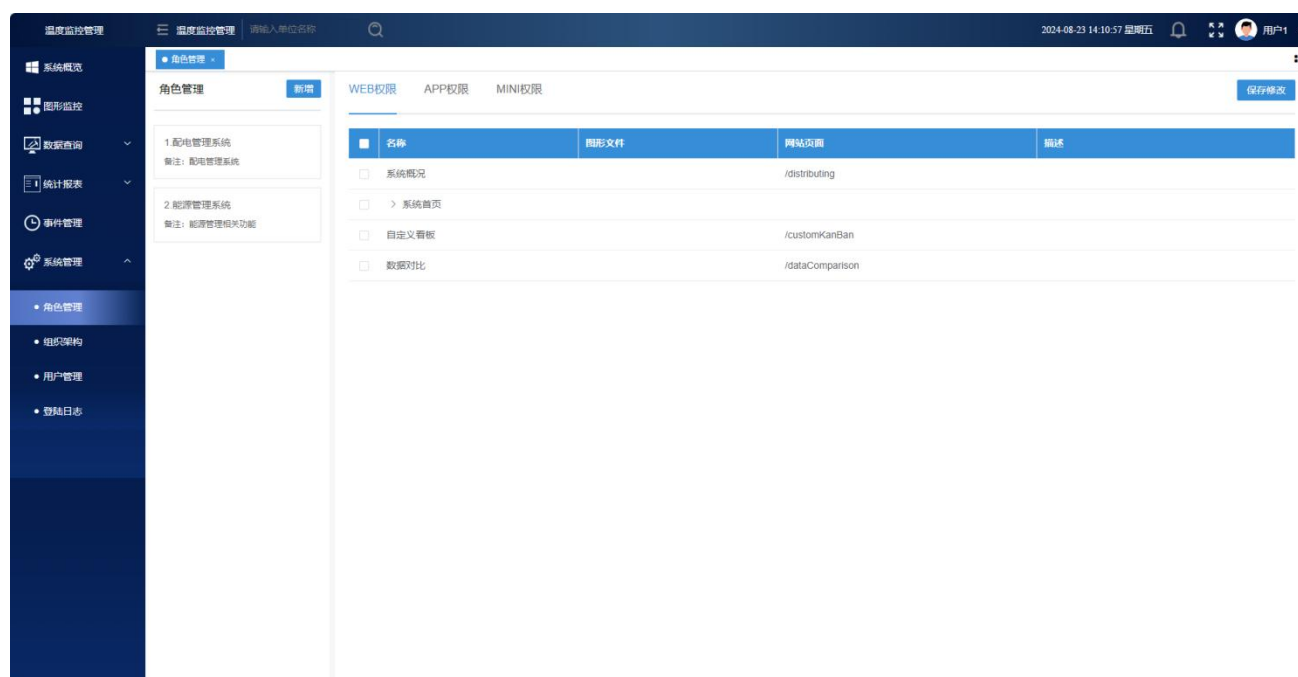 温度监控管理
温度监控管理 请输入单位名称
2024-08-23 14:10:57 星期五 用户1
系统概览
图形监控
数据查询
统计报表
事件管理
系统管理
角色管理
组织架构
用户管理
登陆日志
角色管理 ×
角色管理 新增
1.配电管理系统
备注：配电管理系统
2.能源管理系统
备注：能源管理相关功能
WEB权限 APP权限 MINI权限 保存修改
名称 图形文件 网站页面 描述
系统概况 /distributing
系统首页
自定义看板 /customKanBan
数据对比 /dataComparison